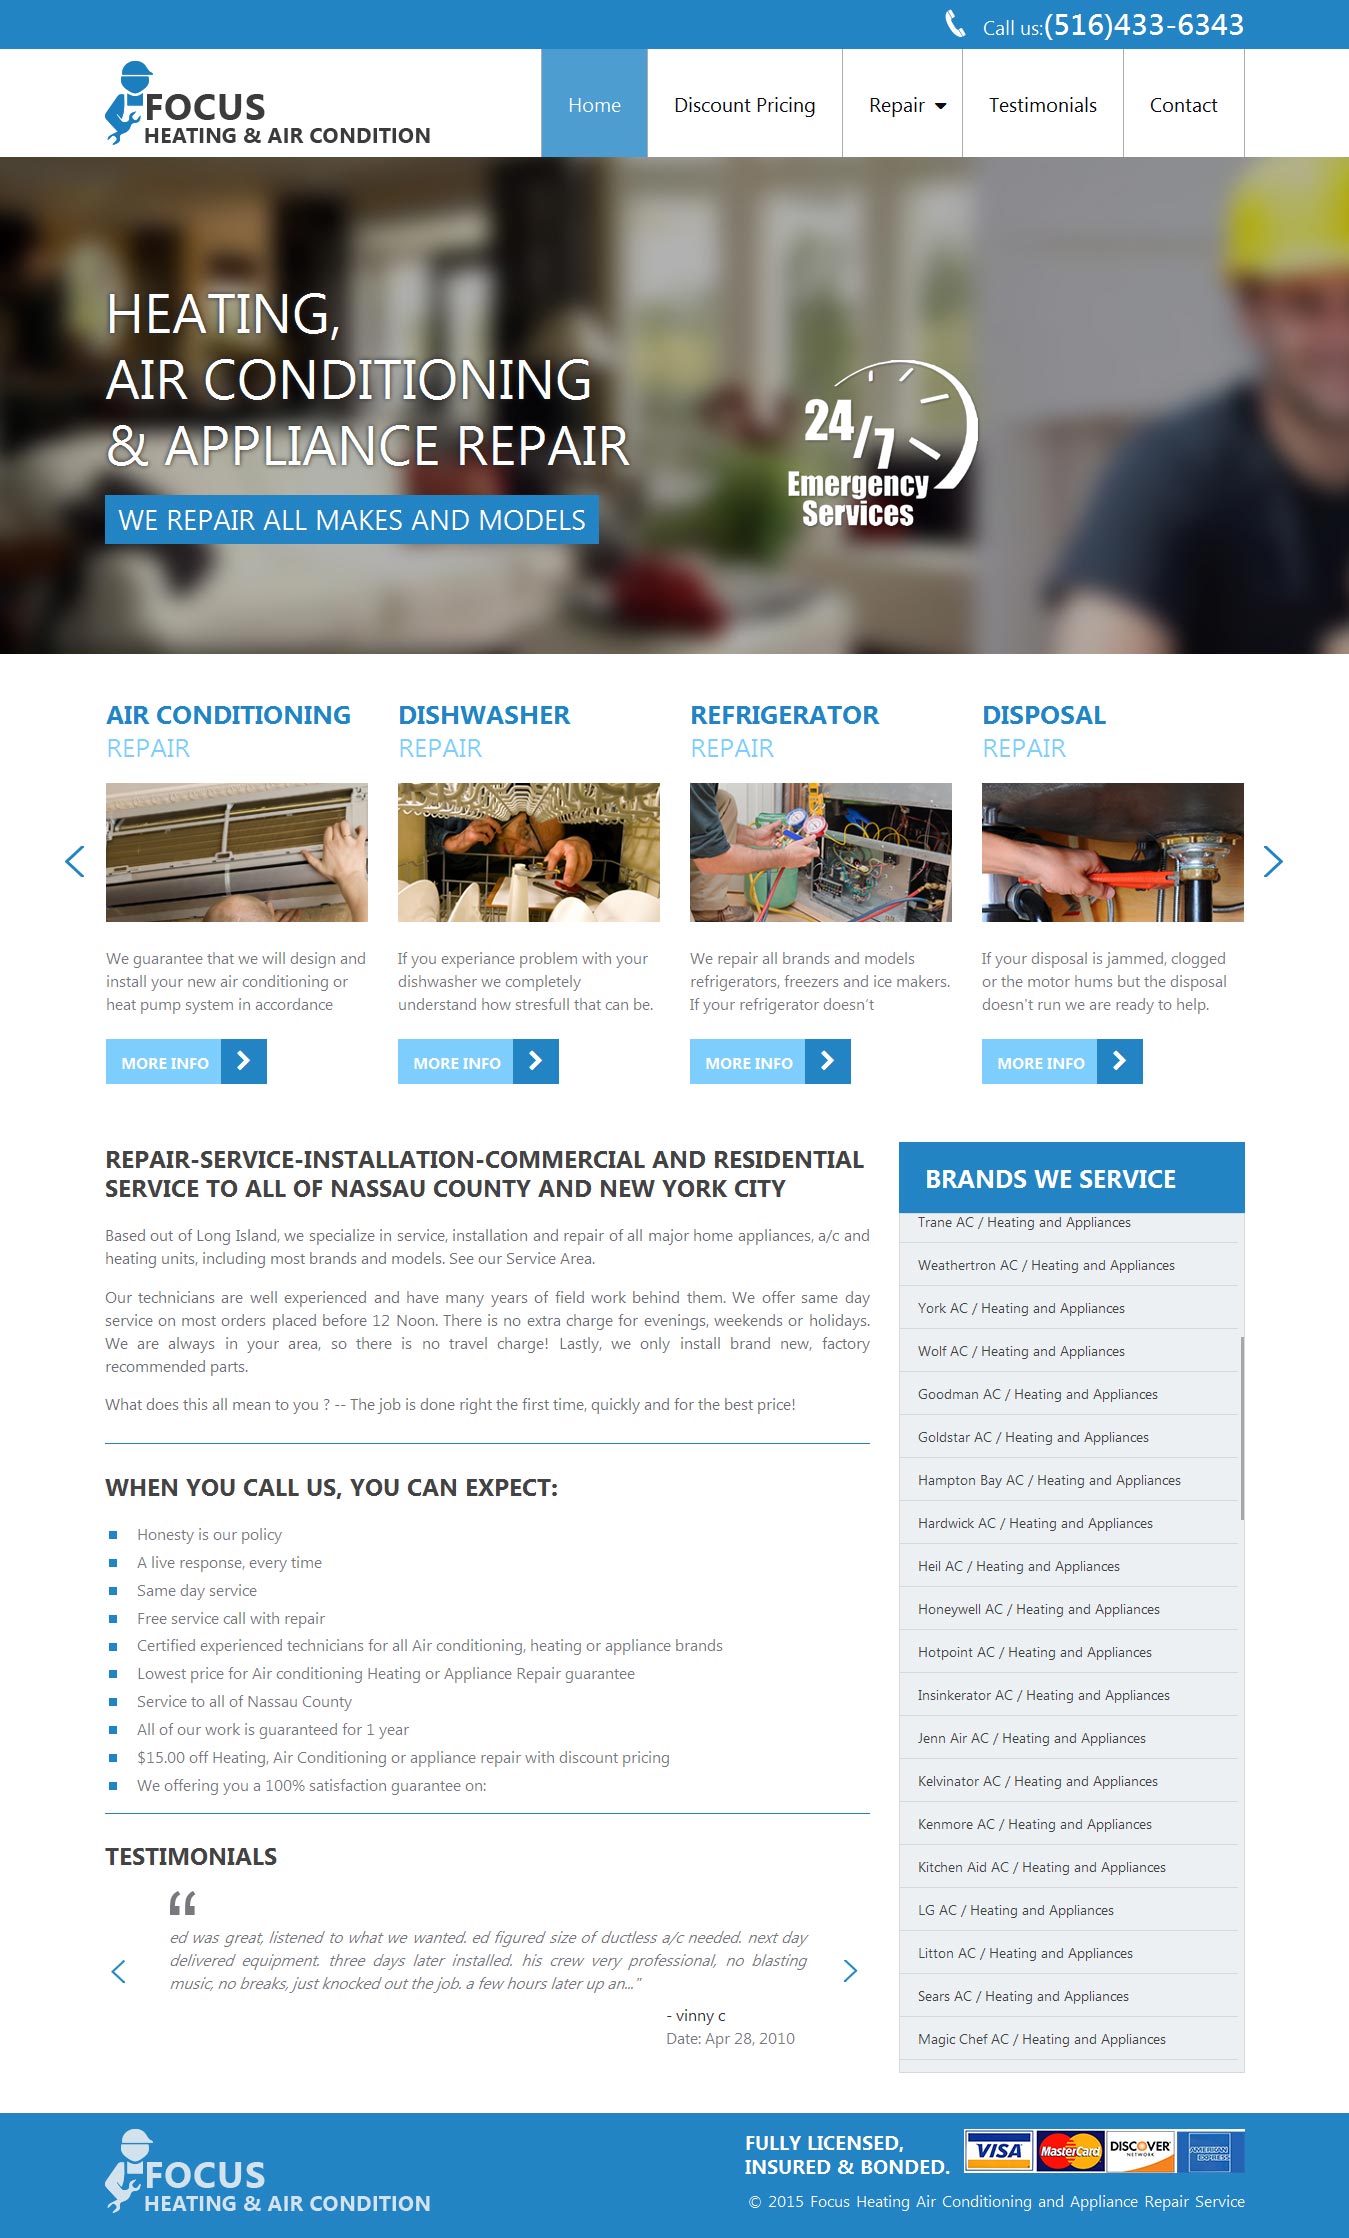 Call us:(516)433-6343
FOCUS
HEATING & AIR CONDITION
Home
Discount Pricing
Repair
Testimonials
Contact
HEATING,
AIR CONDITIONING
& APPLIANCE REPAIR
WE REPAIR ALL MAKES AND MODELS
24/7
Emergency
Services
AIR CONDITIONING
REPAIR
We guarantee that we will design and
install your new air conditioning or
heat pump system in accordance
MORE INFO
DISHWASHER
REPAIR
If you experiance problem with your
dishwasher we completely
understand how stresfull that can be.
MORE INFO
REFRIGERATOR
REPAIR
We repair all brands and models
refrigerators, freezers and ice makers.
If your refrigerator doesn't
MORE INFO
DISPOSAL
REPAIR
If your disposal is jammed, clogged
or the motor hums but the disposal
doesn't run we are ready to help.
MORE INFO
REPAIR-SERVICE-INSTALLATION-COMMERCIAL AND RESIDENTIAL
SERVICE TO ALL OF NASSAU COUNTY AND NEW YORK CITY
Based out of Long Island, we specialize in service, installation and repair of all major home appliances, a/c and
heating units, including most brands and models. See our Service Area.
Our technicians are well experienced and have many years of field work behind them. We offer same day
service on most orders placed before 12 Noon. There is no extra charge for evenings, weekends or holidays.
We are always in your area, so there is no travel charge! Lastly, we only install brand new, factory
recommended parts.
What does this all mean to you ? -- The job is done right the first time, quickly and for the best price!
WHEN YOU CALL US, YOU CAN EXPECT:
Honesty is our policy
A live response, every time
Same day service
Free service call with repair
Certified experienced technicians for all Air conditioning, heating or appliance brands
Lowest price for Air conditioning Heating or Appliance Repair guarantee
Service to all of Nassau County
All of our work is guaranteed for 1 year
$15.00 off Heating, Air Conditioning or appliance repair with discount pricing
We offering you a 100% satisfaction guarantee on:
TESTIMONIALS
“
ed was great, listened to what we wanted. ed figured size of ductless a/c needed. next day
delivered equipment. three days later installed. his crew very professional, no blasting
music, no breaks, just knocked out the job. a few hours later up an..."
- vinny c
Date: Apr 28, 2010
BRANDS WE SERVICE
Trane AC / Heating and Appliances
Weathertron AC / Heating and Appliances
York AC / Heating and Appliances
Wolf AC / Heating and Appliances
Goodman AC / Heating and Appliances
Goldstar AC / Heating and Appliances
Hampton Bay AC / Heating and Appliances
Hardwick AC / Heating and Appliances
Heil AC / Heating and Appliances
Honeywell AC / Heating and Appliances
Hotpoint AC / Heating and Appliances
Insinkerator AC / Heating and Appliances
Jenn Air AC / Heating and Appliances
Kelvinator AC / Heating and Appliances
Kenmore AC / Heating and Appliances
Kitchen Aid AC / Heating and Appliances
LG AC / Heating and Appliances
Litton AC / Heating and Appliances
Sears AC / Heating and Appliances
Magic Chef AC / Heating and Appliances
FOCUS
HEATING & AIR CONDITION
FULLY LICENSED,
INSURED & BONDED.
VISA
MasterCard
DISCOVER
NETWORK
AMERICAN
EXPRESS
© 2015 Focus Heating Air Conditioning and Appliance Repair Service